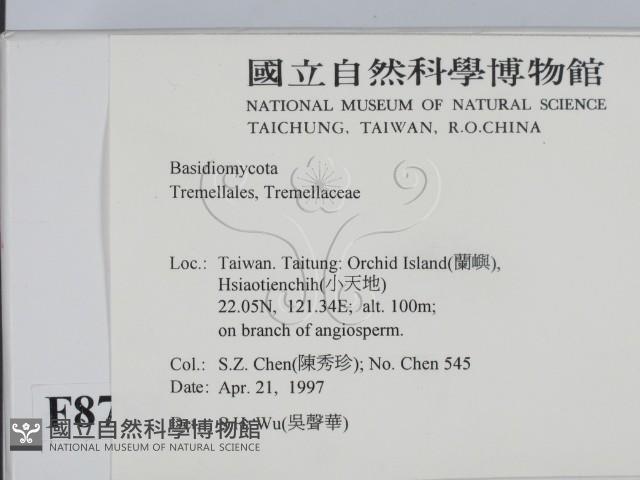 國立自然科學博物館
NATIONAL MUSEUM OF NATURAL SCIENCE
TAICHUNG, TAIWAN, R.O.CHINA
Basidiomycota
Tremellales, Tremellaceae
Loc.: Taiwan. Taitung: Orchid Island(蘭嶼),
Hsiaotienchih(小天地)
22.05N, 121.34E; alt. 100m;
on branch of angiosperm.
Col.: S.Z. Chen(陳秀珍); No. Chen 545
Date: Apr. 21, 1997
Wu(吳聲華)
F87
國立自然科學博物館
NATIONAL MUSEUM OF NATURAL SCIENCE